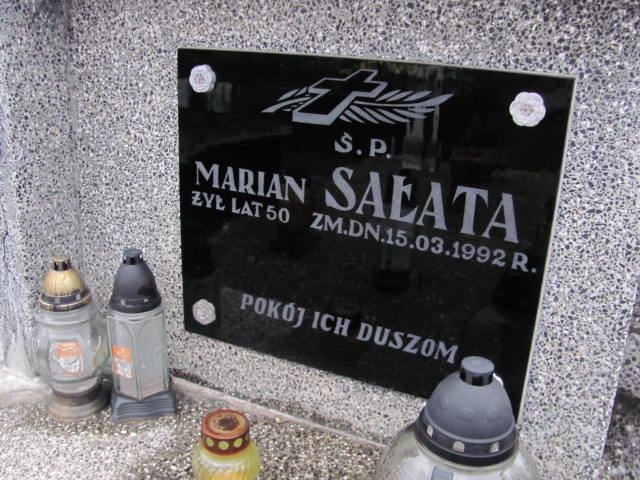 Ś.P.
MARIAN SAŁATA
ŻYŁ LAT 50 ZM.DN.15.03.1992 R.
POKÓJ ICH DUSZOM